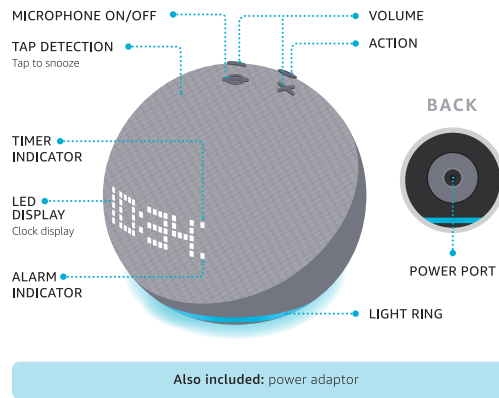 MICROPHONE ON/OFF
VOLUME
TAP DETECTION
Tap to snooze
ACTION
BACK
TIMER
INDICATOR
LED
DISPLAY
Clock display
ALARM
INDICATOR
POWER PORT
LIGHT RING
Also included: power adaptor